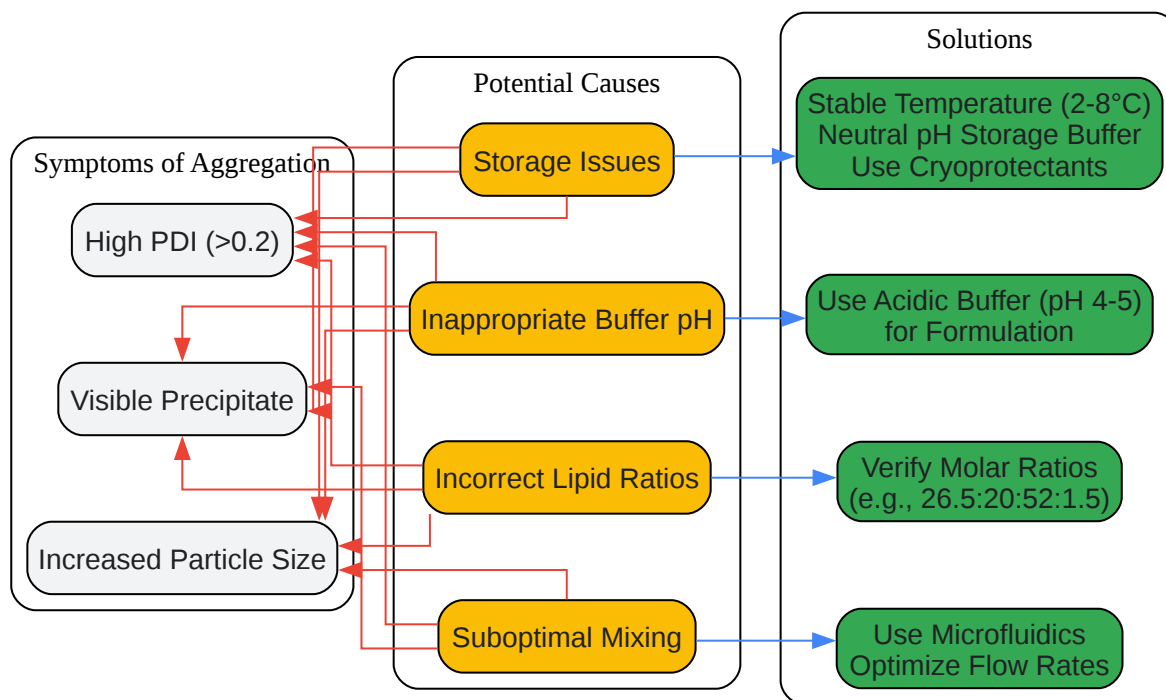 Symptoms of Aggregation
High PDI (>0.2)
Visible Precipitate
Increased Particle Size
Potential Causes
Storage Issues
Inappropriate Buffer pH
Incorrect Lipid Ratios
Suboptimal Mixing
Solutions
Stable Temperature (2-8°C)
Neutral pH Storage Buffer
Use Cryoprotectants
Use Acidic Buffer (pH 4-5)
for Formulation
Verify Molar Ratios
(e.g., 26.5:20:52:1.5)
Use Microfluidics
Optimize Flow Rates